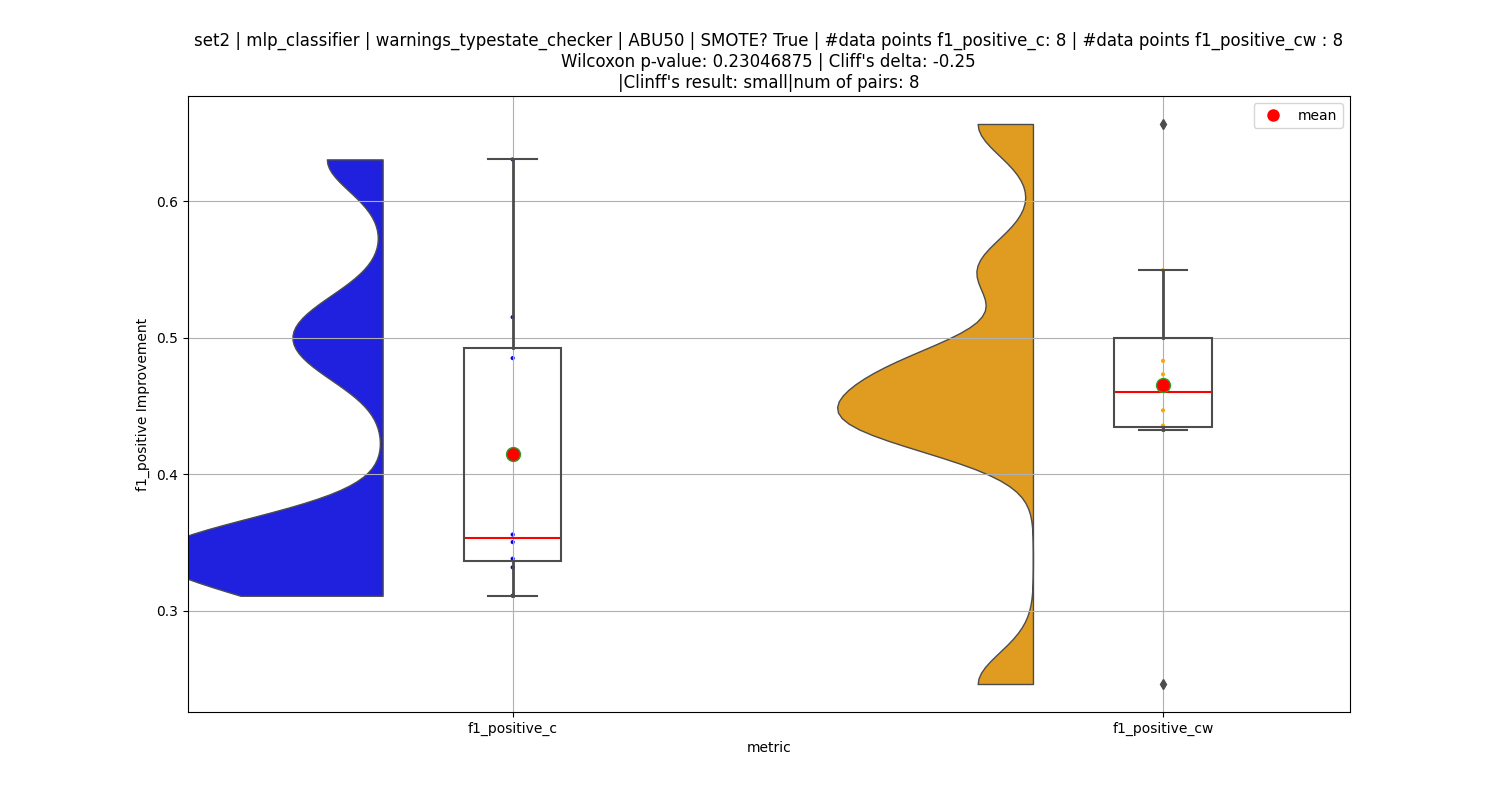 set2 | mlp_classifier | warnings_typestate_checker | ABU50 | SMOTE? True | #data points f1_positive_c: 8 | #data points f1_positive_cw : 8
Wilcoxon p-value: 0.23046875 | Cliff's delta: -0.25
|Clinff's result: small|num of pairs: 8
mean
0.6
0.5
0.4
0.3
f1_positive Improvement
f1_positive_c
f1_positive_cw
metric